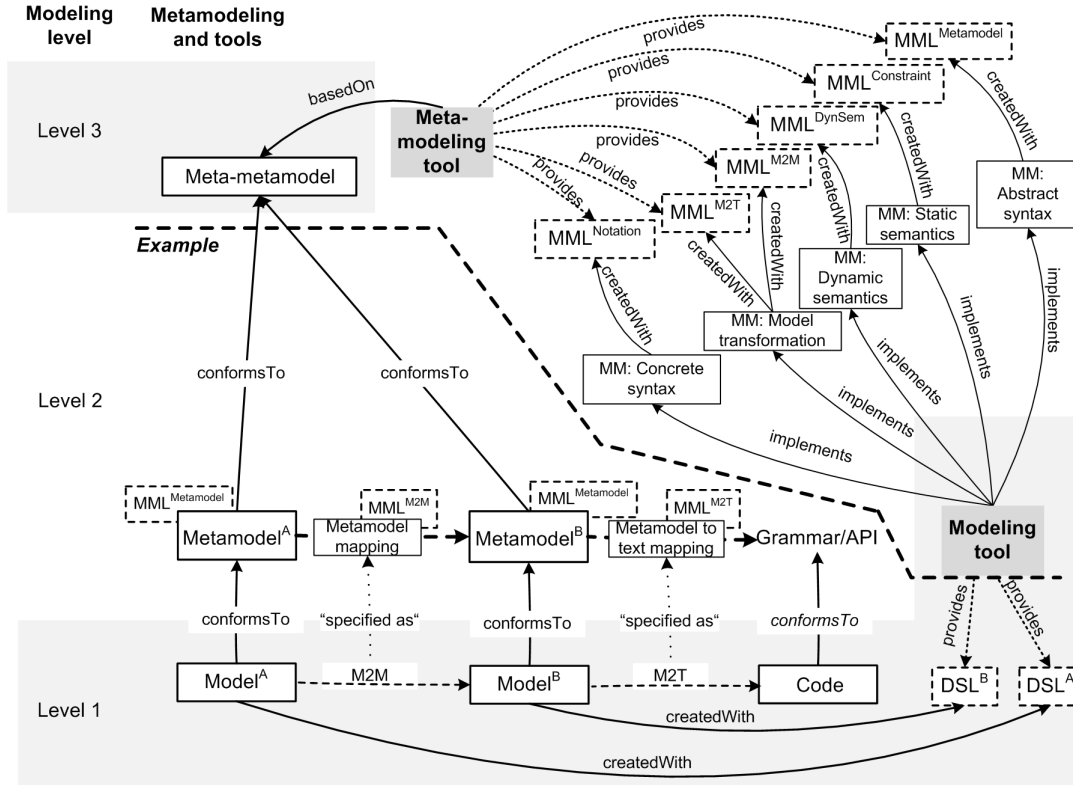 Modeling
level
Metamodeling
and tools
Level 3
basedOn
Meta-
modeling
tool
Meta-metamodel
provides
provides
provides
provides
provides
provides
MML Metamodel
MML Constraint
MML DynSem
MML M2M
MML M2T
MML Notation
createdWith
createdWith
createdWith
createdWith
createdWith
createdWith
MM: Abstract
syntax
MM: Static
semantics
MM:
Dynamic
semantics
MM: Model
transformation
MM: Concrete
syntax
implements
implements
implements
implements
implements
Example
conformsTo
conformsTo
Level 2
MML Metamodel
MML M2M
MML Metamodel
MML M2T
Metamodel A
Metamodel
mapping
Metamodel B
Metamodel to
text mapping
Grammar/API
Modeling
tool
conformsTo
“specified as“
conformsTo
“specified as“
conformsTo
provides
provides
Level 1
Model A
M2M
Model B
M2T
Code
DSL B
DSL A
createdWith
createdWith